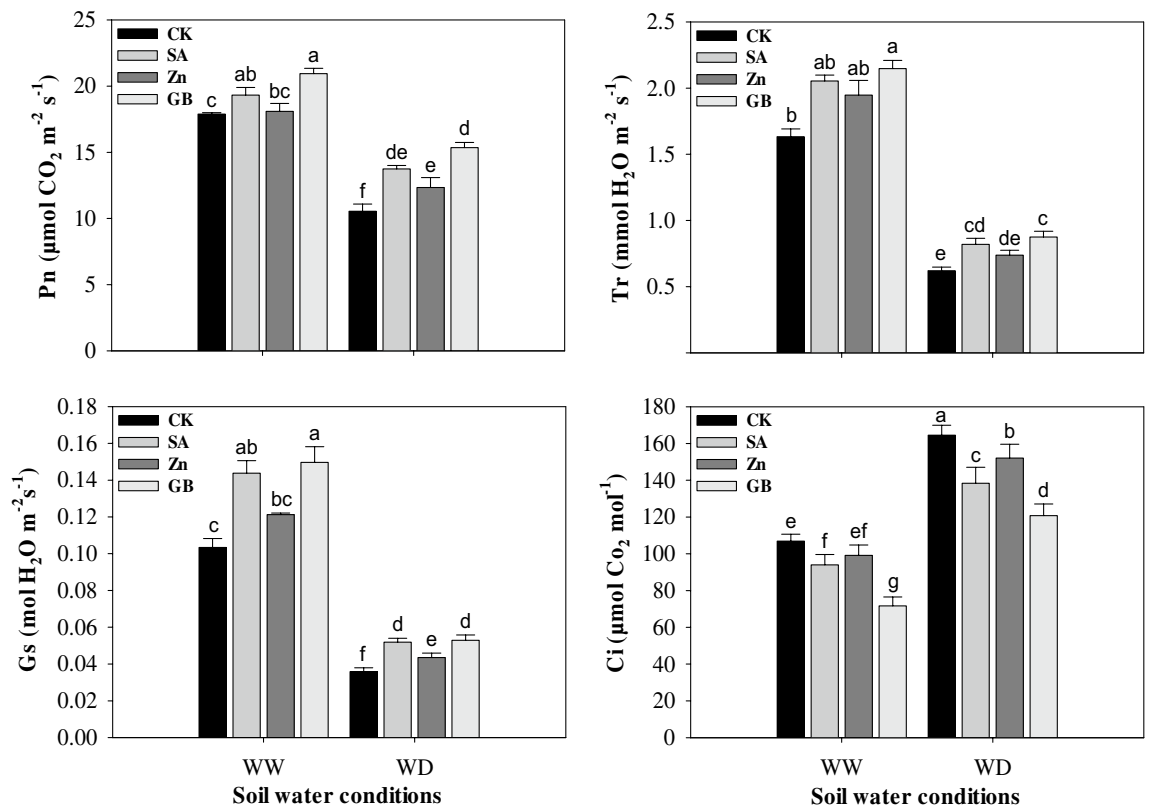 Pn (μmol CO₂ m⁻² s⁻¹)
25
20
15
10
5
0
CK
SA
Zn
GB
c
ab
bc
a
f
de
e
d
Tr (mmol H₂O m⁻² s⁻¹)
2.5
2.0
1.5
1.0
0.5
CK
SA
Zn
GB
b
ab
ab
a
e
cd
de
c
Gs (mol H₂O m⁻²s⁻¹)
0.18
0.16
0.14
0.12
0.10
0.08
0.06
0.04
0.02
0.00
CK
SA
Zn
GB
c
ab
bc
a
f
d
e
d
WW WD
Soil water conditions
Ci (μmol Co₂ mol⁻¹)
180
160
140
120
100
80
60
40
20
0
CK
SA
Zn
GB
e
f
ef
g
a
c
b
d
WW WD
Soil water conditions